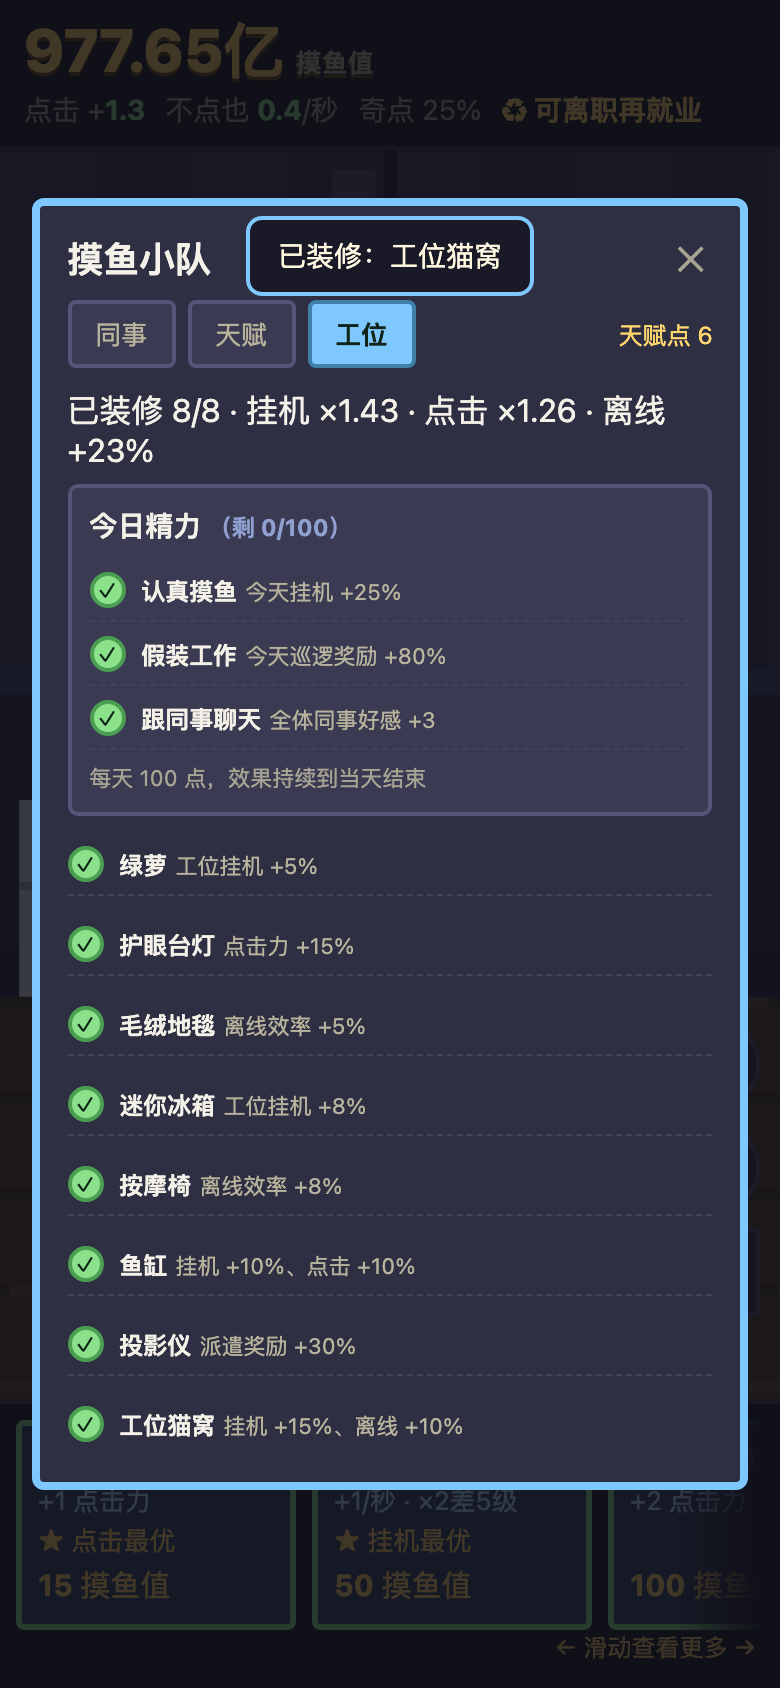 977.65亿 摸鱼值
点击 +1.3 不点也 0.4/秒 奇点 25% ♻ 可离职再就业
摸鱼小队
已装修：工位猫窝
同事 天赋 工位 天赋点 6
已装修 8/8 · 挂机 ×1.43 · 点击 ×1.26 · 离线
+23%
今日精力（剩 0/100）
认真摸鱼 今天挂机 +25%
假装工作 今天巡逻奖励 +80%
跟同事聊天 全体同事好感 +3
每天 100 点，效果持续到当天结束
绿萝 工位挂机 +5%
护眼台灯 点击力 +15%
毛绒地毯 离线效率 +5%
迷你冰箱 工位挂机 +8%
按摩椅 离线效率 +8%
鱼缸 挂机 +10%、点击 +10%
投影仪 派遣奖励 +30%
工位猫窝 挂机 +15%、离线 +10%
+1 点击力 +1/秒 · ×2差5级 +2 点击力
★ 点击最优 ★ 挂机最优
15 摸鱼值 50 摸鱼值 100 摸鱼
← 滑动查看更多 →